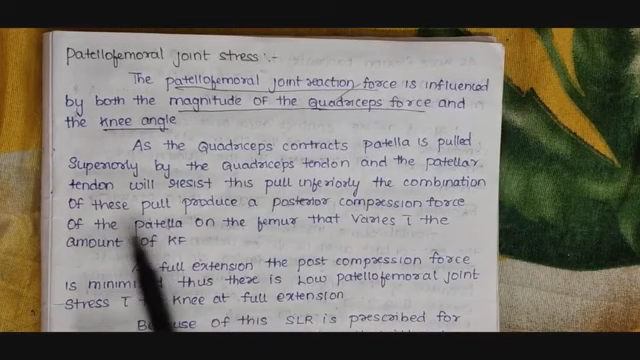 patellofemoral joint stress :-
The patellofemoral joint reaction force is influenced
by both the magnitude of the Quadriceps force and
the knee angle
As the Quadriceps contracts patella is pulled
Superiorly by the Quadriceps tendon and the patellar
tendon will resist this pull inferiorly the combination
of these pull produce a posterior compression force
of the patella on the femur that varies the
amount of KF
full extension the post compression force
is minimized thus there is Low patellofemoral joint
stress the Knee at full extension
Because of this SLR is prescribed for